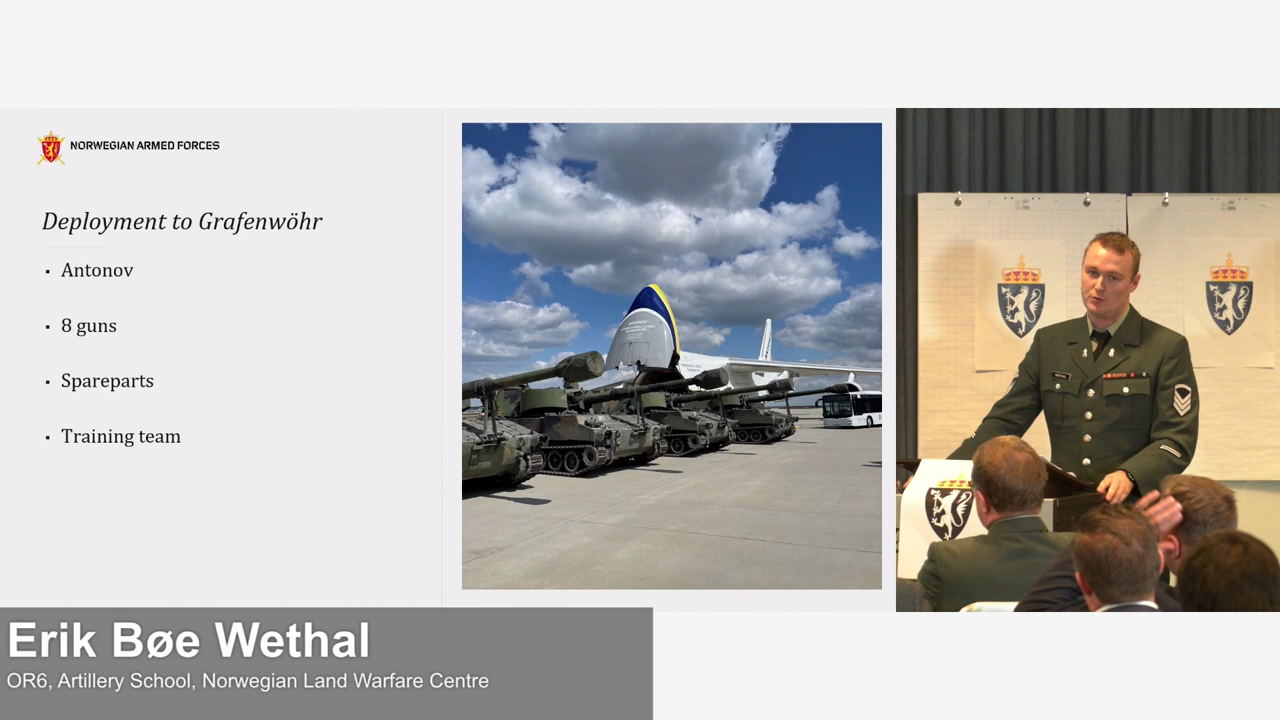 NORWEGIAN ARMED FORCES
Deployment to Grafenwöhr
▪ Antonov
▪ 8 guns
▪ Spareparts
▪ Training team
Erik Bøe Wethal
OR6, Artillery School, Norwegian Land Warfare Centre